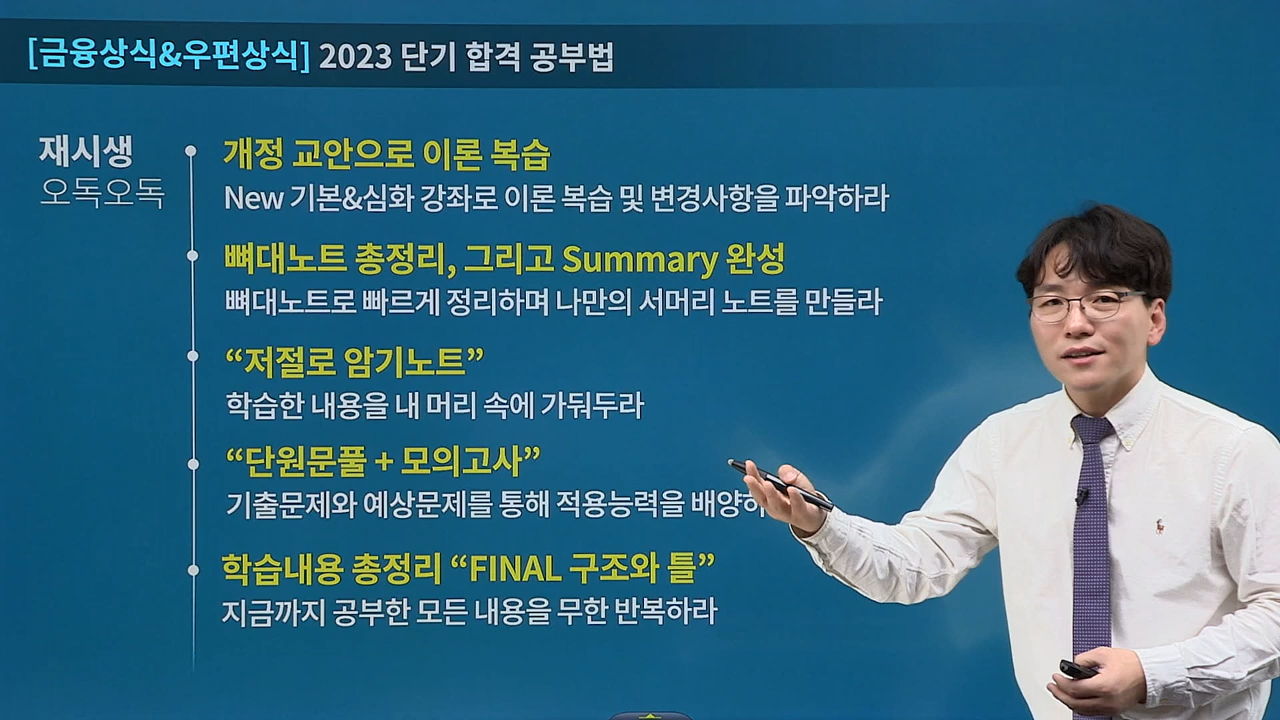 [금융상식&우편상식] 2023 단기 합격 공부법
재시생
오독오독
개정 교안으로 이론 복습
New 기본&심화 강좌로 이론 복습 및 변경사항을 파악하라
뼈대노트 총정리, 그리고 Summary 완성
뼈대노트로 빠르게 정리하며 나만의 서머리 노트를 만들라
“저절로 암기노트”
학습한 내용을 내 머리 속에 가둬두라
“단원문풀 + 모의고사”
기출문제와 예상문제를 통해 적용능력을 배양하
학습내용 총정리 “FINAL 구조와 틀”
지금까지 공부한 모든 내용을 무한 반복하라